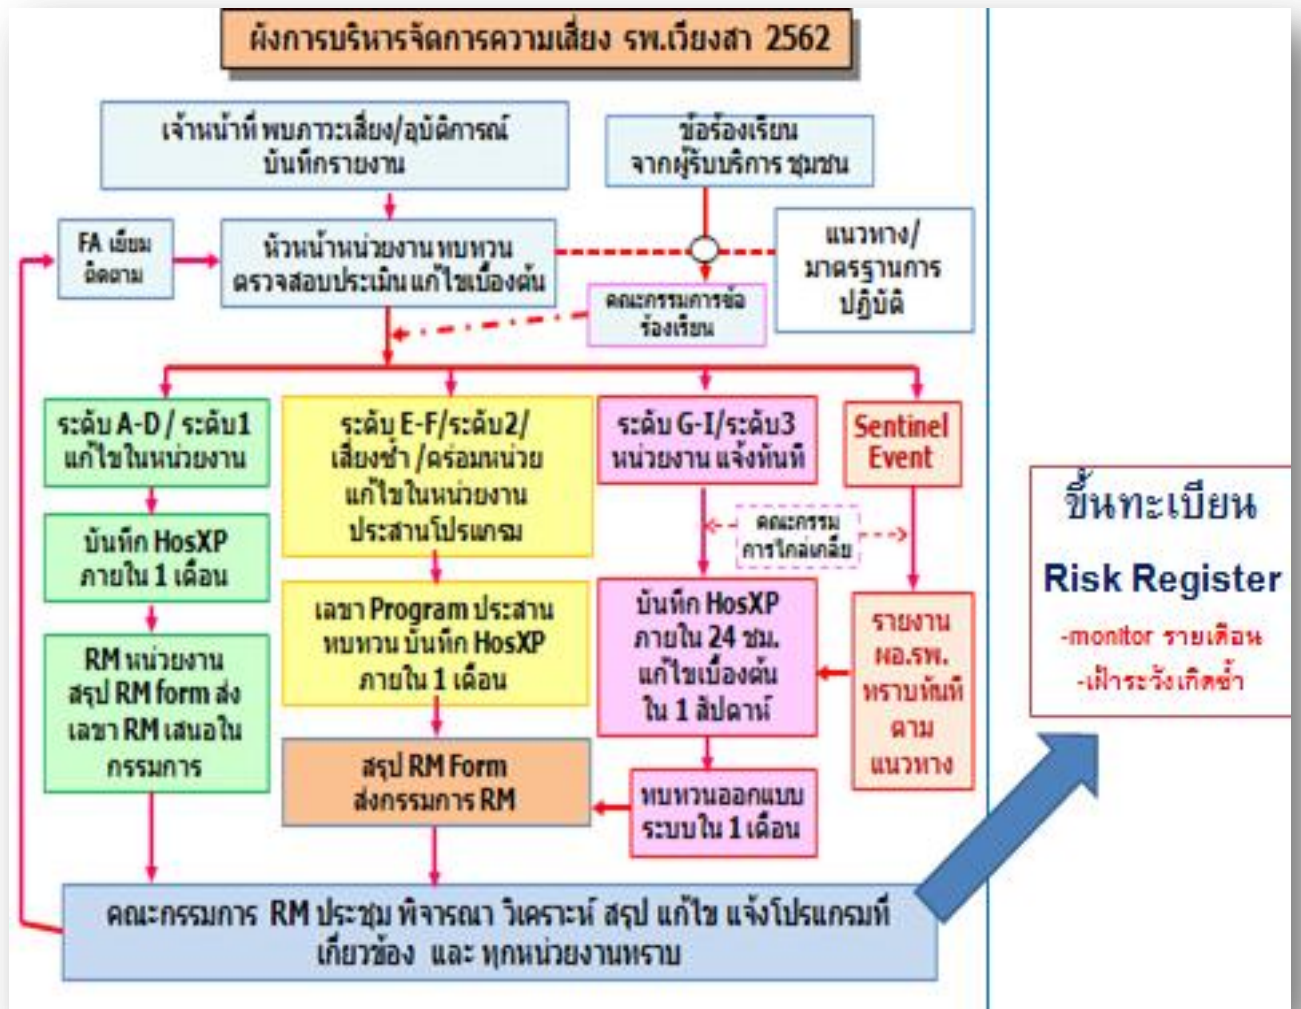 ผังการบริหารจัดการความเสี่ยง รพ.เวียงสา 2562
เจ้าหน้าที่ พบภาวะเสี่ยง/อุบัติการณ์
บันทึกรายงาน
ข้อร้องเรียน
จากผู้รับบริการ ชุมชน
FA เยี่ยม
ติดตาม
หัวหน้าหน่วยงาน ทบทวน
ตรวจสอบประเมิน แก้ไขเบื้องต้น
แนวทาง/
มาตรฐานการ
ปฏิบัติ
คณะกรรมการข้อ
ร้องเรียน
ระดับ A-D / ระดับ1
แก้ไขในหน่วยงาน
ระดับ E-F/ระดับ2/
เสี่ยงซ้ำ /คร่อมหน่วย
แก้ไขในหน่วยงาน
ประสานโปรแกรม
ระดับ G-I/ระดับ3
หน่วยงาน แจ้งทันที
Sentinel
Event
คณะกรรม
การไกล่เกลี่ย
บันทึก HosXP
ภายใน 1 เดือน
เลขา Program ประสาน
ทบทวน บันทึก HosXP
ภายใน 1 เดือน
บันทึก HosXP
ภายใน 24 ชม.
แก้ไขเบื้องต้น
ใน 1 สัปดาห์
รายงาน
ผอ.รพ.
ทราบทันที
ตาม
แนวทาง
RM หน่วยงาน
สรุป RM form ส่ง
เลขา RM เสนอใน
กรรมการ
สรุป RM Form
ส่งกรรมการ RM
ทบทวนออกแบบ
ระบบใน 1 เดือน
คณะกรรมการ RM ประชุม พิจารณา วิเคราะห์ สรุป แก้ไข แจ้งโปรแกรมที่
เกี่ยวข้อง และ ทุกหน่วยงานทราบ
ขึ้นทะเบียน
Risk Register
-monitor รายเดือน
-เฝ้าระวังเกิดซ้ำ